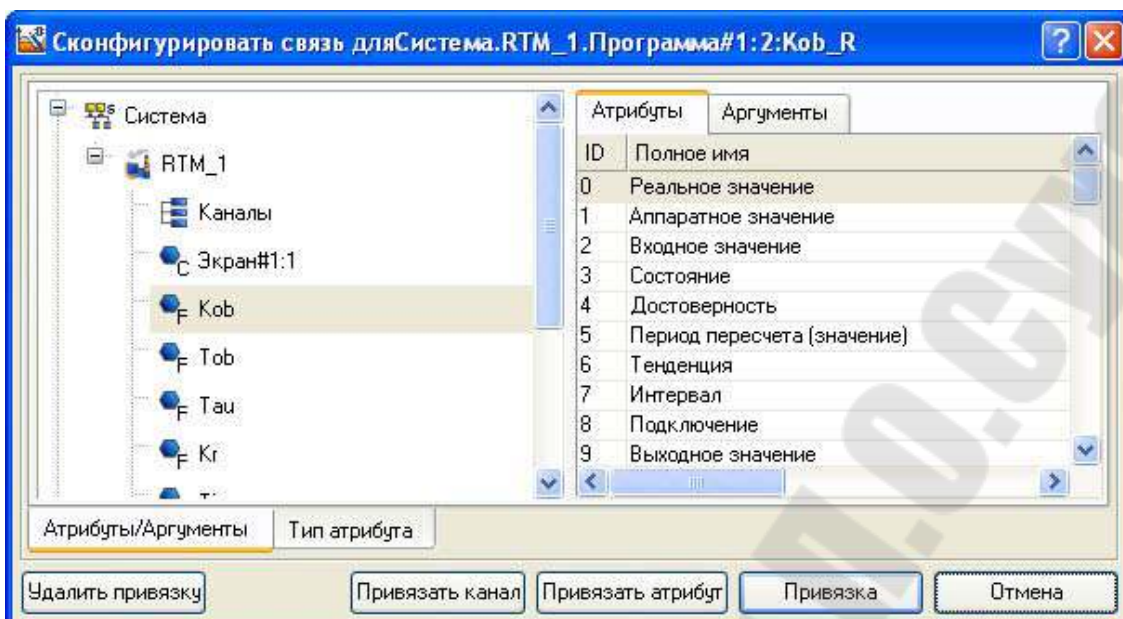 Сконфигурировать связь дляСистема.RTM_1.Программа#1:2:Kob_R
Система
RTM_1
Каналы
C Экран#1:1
F Kob
F Tob
F Tau
F Kr
Атрибуты Аргументы
ID Полное имя
0 Реальное значение
1 Аппаратное значение
2 Входное значение
3 Состояние
4 Достоверность
5 Период пересчета (значение)
6 Тенденция
7 Интервал
8 Подключение
9 Выходное значение
Атрибуты/Аргументы Тип атрибута
Удалить привязку Привязать канал Привязать атрибут Привязка Отмена